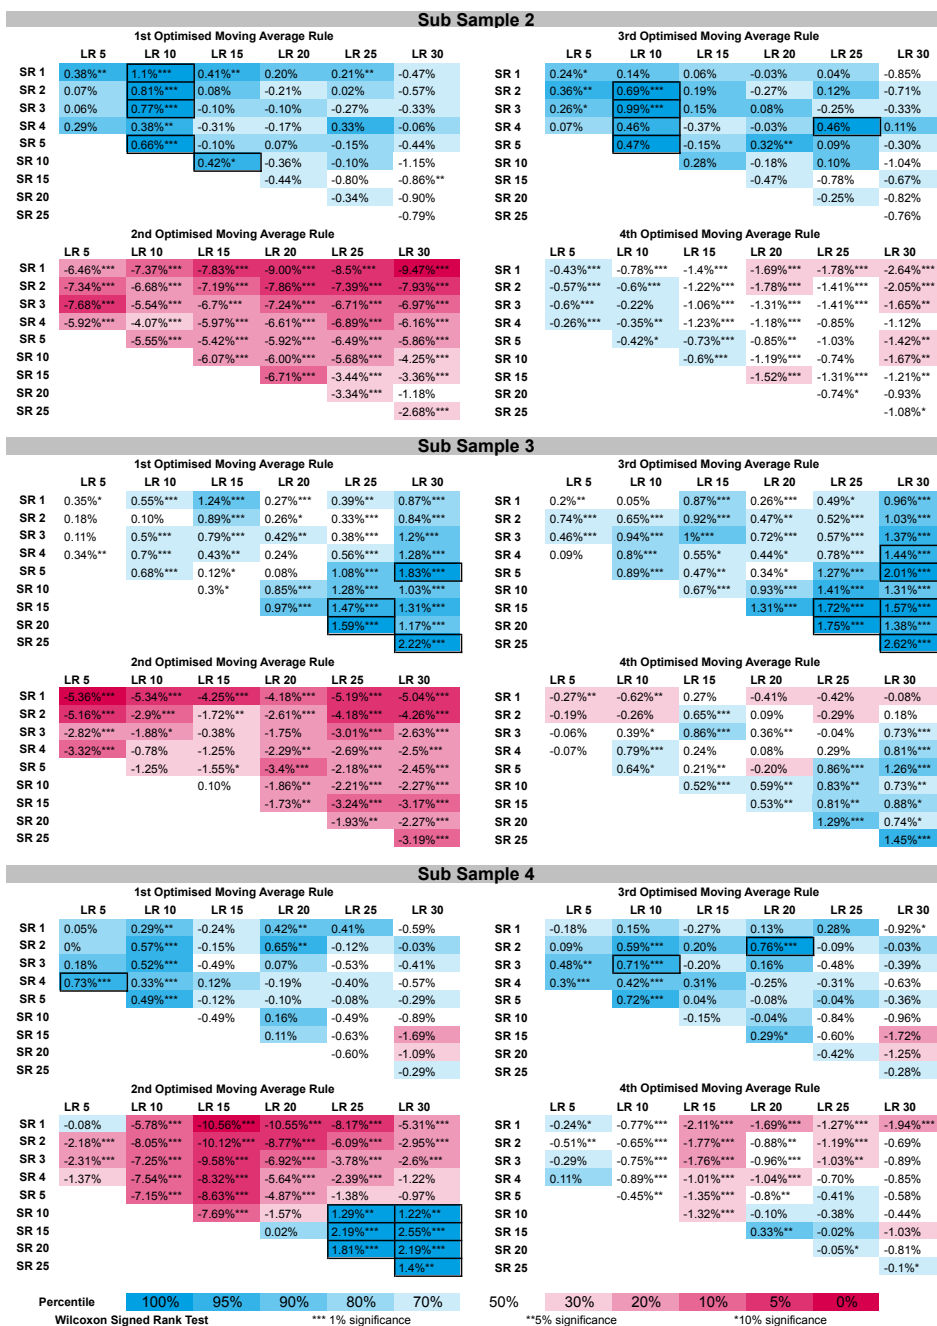 Sub Sample 2
1st Optimised Moving Average Rule
LR 5 LR 10 LR 15 LR 20 LR 25 LR 30
SR 1 0.38%** 1.1%*** 0.41%** 0.20% 0.21%** -0.47%
SR 2 0.07% 0.81%*** 0.08% -0.21% 0.02% -0.57%
SR 3 0.06% 0.77%*** -0.10% -0.10% -0.27% -0.33%
SR 4 0.29% 0.38%** -0.31% -0.17% 0.33% -0.06%
SR 5 0.66%*** -0.10% 0.07% -0.15% -0.44%
SR 10 0.42%* -0.36% -0.10% -1.15%
SR 15 -0.44% -0.80% -0.86%**
SR 20 -0.34% -0.90%
SR 25 -0.79%
3rd Optimised Moving Average Rule
LR 5 LR 10 LR 15 LR 20 LR 25 LR 30
SR 1 0.24%* 0.14% 0.06% -0.03% 0.04% -0.85%
SR 2 0.36%** 0.69%*** 0.19% -0.27% 0.12% -0.71%
SR 3 0.26%* 0.99%*** 0.15% 0.08% -0.25% -0.33%
SR 4 0.07% 0.46% -0.37% -0.03% 0.46% 0.11%
SR 5 0.47% -0.15% 0.32%** 0.09% -0.30%
SR 10 0.28% -0.18% 0.10% -1.04%
SR 15 -0.47% -0.78% -0.67%
SR 20 -0.25% -0.82%
SR 25 -0.76%
2nd Optimised Moving Average Rule
LR 5 LR 10 LR 15 LR 20 LR 25 LR 30
SR 1 -6.46%*** -7.37%*** -7.83%*** -9.00%*** -8.5%*** -9.47%***
SR 2 -7.34%*** -6.68%*** -7.19%*** -7.86%*** -7.39%*** -7.93%***
SR 3 -7.68%*** -5.54%*** -6.7%*** -7.24%*** -6.71%*** -6.97%***
SR 4 -5.92%*** -4.07%*** -5.97%*** -6.61%*** -6.89%*** -6.16%***
SR 5 -5.55%*** -5.42%*** -5.92%*** -6.49%*** -5.86%***
SR 10 -6.07%*** -6.00%*** -5.68%*** -4.25%***
SR 15 -6.71%*** -3.44%*** -3.36%***
SR 20 -3.34%*** -1.18%
SR 25 -2.68%***
4th Optimised Moving Average Rule
LR 5 LR 10 LR 15 LR 20 LR 25 LR 30
SR 1 -0.43%*** -0.78%*** -1.4%*** -1.69%*** -1.78%*** -2.64%***
SR 2 -0.57%*** -0.6%*** -1.22%*** -1.78%*** -1.41%*** -2.05%***
SR 3 -0.6%*** -0.22% -1.06%*** -1.31%*** -1.41%*** -1.65%**
SR 4 -0.26%*** -0.35%** -1.23%*** -1.18%*** -0.85% -1.12%
SR 5 -0.42%* -0.73%*** -0.85%** -1.03% -1.42%**
SR 10 -0.6%*** -1.19%*** -0.74% -1.67%**
SR 15 -1.52%*** -1.31%*** -1.21%**
SR 20 -0.74%* -0.93%
SR 25 -1.08%*
Sub Sample 3
1st Optimised Moving Average Rule
LR 5 LR 10 LR 15 LR 20 LR 25 LR 30
SR 1 0.35%* 0.55%*** 1.24%*** 0.27%*** 0.39%** 0.87%***
SR 2 0.18% 0.10% 0.89%*** 0.26%* 0.33%*** 0.84%***
SR 3 0.11% 0.5%*** 0.79%*** 0.42%** 0.38%*** 1.2%***
SR 4 0.34%** 0.7%*** 0.43%** 0.24% 0.56%*** 1.28%***
SR 5 0.68%*** 0.12%* 0.08% 1.08%*** 1.83%***
SR 10 0.3%* 0.85%*** 1.28%*** 1.03%***
SR 15 0.97%*** 1.47%*** 1.31%***
SR 20 1.59%*** 1.17%***
SR 25 2.22%***
3rd Optimised Moving Average Rule
LR 5 LR 10 LR 15 LR 20 LR 25 LR 30
SR 1 0.2%** 0.05% 0.87%*** 0.26%*** 0.49%* 0.96%***
SR 2 0.74%*** 0.65%*** 0.92%*** 0.47%** 0.52%*** 1.03%***
SR 3 0.46%*** 0.94%*** 1%*** 0.72%*** 0.57%*** 1.37%***
SR 4 0.09% 0.8%*** 0.55%* 0.44%* 0.78%*** 1.44%***
SR 5 0.89%*** 0.47%** 0.34%* 1.27%*** 2.01%***
SR 10 0.67%*** 0.93%*** 1.41%*** 1.31%***
SR 15 1.31%*** 1.72%*** 1.57%***
SR 20 1.75%*** 1.38%***
SR 25 2.62%***
2nd Optimised Moving Average Rule
LR 5 LR 10 LR 15 LR 20 LR 25 LR 30
SR 1 -5.36%*** -5.34%*** -4.25%*** -4.18%*** -5.19%*** -5.04%***
SR 2 -5.16%*** -2.9%*** -1.72%** -2.61%*** -4.18%*** -4.26%***
SR 3 -2.82%*** -1.88%* -0.38% -1.75% -3.01%*** -2.63%***
SR 4 -3.32%*** -0.78% -1.25% -2.29%** -2.69%*** -2.5%***
SR 5 -1.25% -1.55%* -3.4%*** -2.18%*** -2.45%***
SR 10 0.10% -1.86%** -2.21%*** -2.27%***
SR 15 -1.73%** -3.24%*** -3.17%***
SR 20 -1.93%** -2.27%***
SR 25 -3.19%***
4th Optimised Moving Average Rule
LR 5 LR 10 LR 15 LR 20 LR 25 LR 30
SR 1 -0.27%** -0.62%** 0.27% -0.41% -0.42% -0.08%
SR 2 -0.19% -0.26% 0.65%*** 0.09% -0.29% 0.18%
SR 3 -0.06% 0.39%* 0.86%*** 0.36%** -0.04% 0.73%***
SR 4 -0.07% 0.79%*** 0.24% 0.08% 0.29% 0.81%***
SR 5 0.64%* 0.21%** -0.20% 0.86%*** 1.26%***
SR 10 0.52%*** 0.59%** 0.83%** 0.73%**
SR 15 0.53%** 0.81%** 0.88%*
SR 20 1.29%*** 0.74%*
SR 25 1.45%***
Sub Sample 4
1st Optimised Moving Average Rule
LR 5 LR 10 LR 15 LR 20 LR 25 LR 30
SR 1 0.05% 0.29%** -0.24% 0.42%** 0.41% -0.59%
SR 2 0% 0.57%*** -0.15% 0.65%** -0.12% -0.03%
SR 3 0.18% 0.52%*** -0.49% 0.07% -0.53% -0.41%
SR 4 0.73%*** 0.33%*** 0.12% -0.19% -0.40% -0.57%
SR 5 0.49%*** -0.12% -0.10% -0.08% -0.29%
SR 10 -0.49% 0.16% -0.49% -0.89%
SR 15 0.11% -0.63% -1.69%
SR 20 -0.60% -1.09%
SR 25 -0.29%
3rd Optimised Moving Average Rule
LR 5 LR 10 LR 15 LR 20 LR 25 LR 30
SR 1 -0.18% 0.15% -0.27% 0.13% 0.28% -0.92%*
SR 2 0.09% 0.59%*** 0.20% 0.76%*** -0.09% -0.03%
SR 3 0.48%** 0.71%*** -0.20% 0.16% -0.48% -0.39%
SR 4 0.3%*** 0.42%*** 0.31% -0.25% -0.31% -0.63%
SR 5 0.72%*** 0.04% -0.08% -0.04% -0.36%
SR 10 -0.15% -0.04% -0.84% -0.96%
SR 15 0.29%* -0.60% -1.72%
SR 20 -0.42% -1.25%
SR 25 -0.28%
2nd Optimised Moving Average Rule
LR 5 LR 10 LR 15 LR 20 LR 25 LR 30
SR 1 -0.08% -5.78%*** -10.56%*** -10.55%*** -8.17%*** -5.31%***
SR 2 -2.18%*** -8.05%*** -10.12%*** -8.77%*** -6.09%*** -2.95%***
SR 3 -2.31%*** -7.25%*** -9.58%*** -6.92%*** -3.78%*** -2.6%***
SR 4 -1.37% -7.54%*** -8.32%*** -5.64%*** -2.39%*** -1.22%
SR 5 -7.15%*** -8.63%*** -4.87%*** -1.38% -0.97%
SR 10 -7.69%*** -1.57% 1.29%** 1.22%**
SR 15 0.02% 2.19%*** 2.55%***
SR 20 1.81%*** 2.19%***
SR 25 1.4%**
4th Optimised Moving Average Rule
LR 5 LR 10 LR 15 LR 20 LR 25 LR 30
SR 1 -0.24%* -0.77%*** -2.11%*** -1.69%*** -1.27%*** -1.94%***
SR 2 -0.51%** -0.65%*** -1.77%*** -0.88%** -1.19%*** -0.69%
SR 3 -0.29% -0.75%*** -1.76%*** -0.96%*** -1.03%** -0.89%
SR 4 0.11% -0.89%*** -1.01%*** -1.04%*** -0.70% -0.85%
SR 5 -0.45%** -1.35%*** -0.8%** -0.41% -0.58%
SR 10 -1.32%*** -0.10% -0.38% -0.44%
SR 15 0.33%** -0.02% -1.03%
SR 20 -0.05%* -0.81%
SR 25 -0.1%*
Percentile 100% 95% 90% 80% 70% 50% 30% 20% 10% 5% 0%
Wilcoxon Signed Rank Test *** 1% significance **5% significance *10% significance